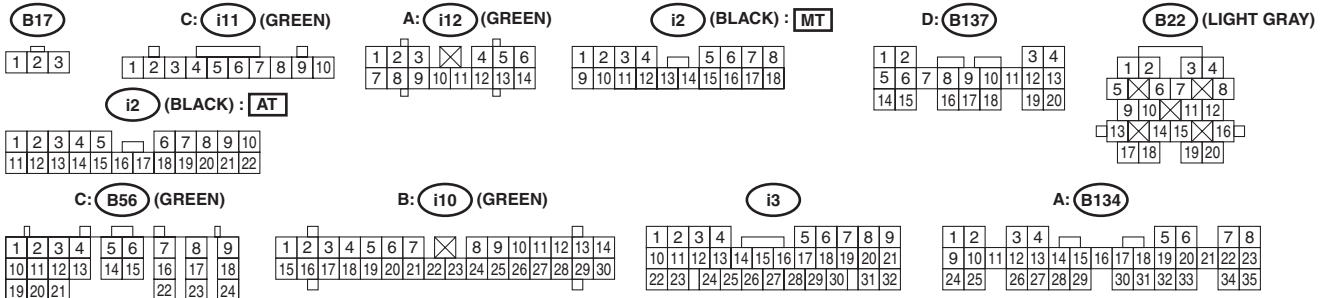 B17
C: i11 (GREEN)
A: i12 (GREEN)
i2 (BLACK) : MT
D: B137
B22 (LIGHT GRAY)
1 2 3
1 2 3 4 5 6 7 8 9 10
1 2 3 4 5 6
7 8 9 10 11 12 13 14
1 2 3 4 5 6 7 8
9 10 11 12 13 14 15 16 17 18
1 2 3 4
5 6 7 8 9 10 11 12 13
14 15 16 17 18 19 20
1 2 3 4
5 6 7 8
9 10 11 12
13 14 15 16
17 18 19 20
i2 (BLACK) : AT
1 2 3 4 5 6 7 8 9 10
11 12 13 14 15 16 17 18 19 20 21 22
C: B56 (GREEN)
B: i10 (GREEN)
i3
A: B134
1 2 3 4 5 6 7 8 9
10 11 12 13 14 15 16 17 18
19 20 21 22 23 24
1 2 3 4 5 6 7 8 9 10 11 12 13 14
15 16 17 18 19 20 21 22 23 24 25 26 27 28 29 30
1 2 3 4 5 6 7 8 9
10 11 12 13 14 15 16 17 18 19 20 21
22 23 24 25 26 27 28 29 30 31 32
1 2 3 4 5 6 7 8
9 10 11 12 13 14 15 16 17 18 19 20 21 22 23
24 25 26 27 28 29 30 31 32 33 34 35